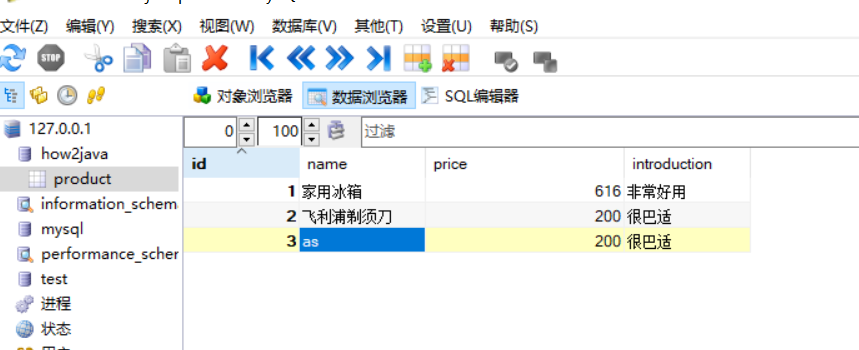 文件(Z) 编辑(Y) 搜索(X) 视图(W) 数据库(V) 其他(T) 设置(U) 帮助(S)
STOP
对象浏览器 数据浏览器 SQL编辑器
127.0.0.1
how2java
product
information_schema
mysql
performance_scher
test
进程
状态
0 100 过滤
id name price introduction
1 家用冰箱 616 非常好用
2 飞利浦剃须刀 200 很巴适
3 as 200 很巴适